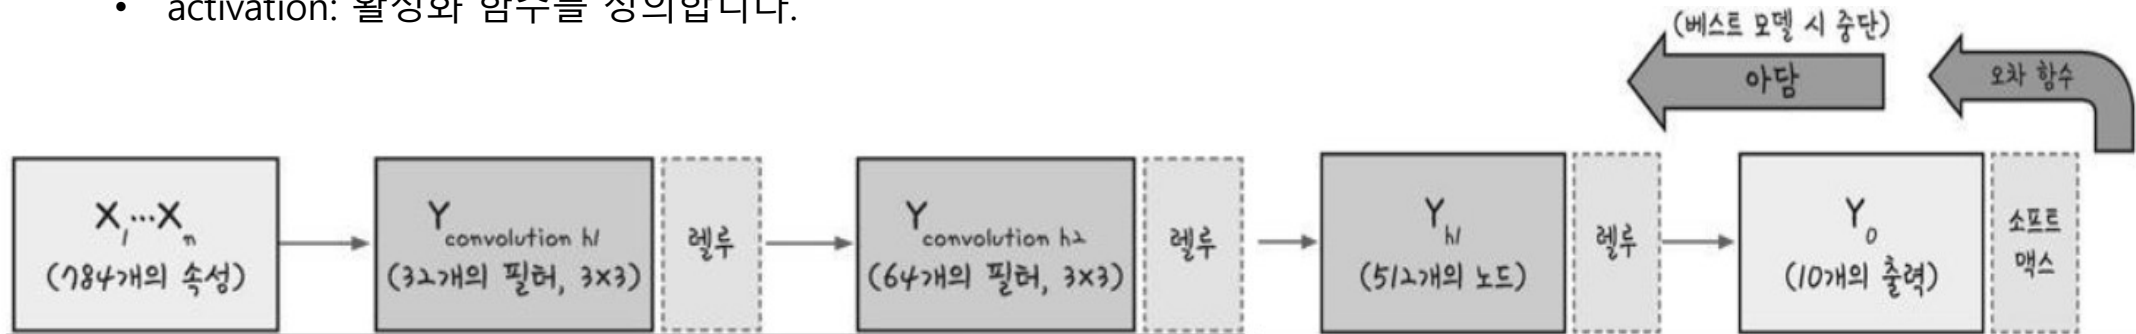 • activation: 활성화 함수를 정의합니다.
(베스트 모델 시 중단)
아담
오차 함수
X1...Xn
(784개의 속성)
Yconvolution h1
(32개의 필터, 3x3)
렐루
Yconvolution h2
(64개의 필터, 3x3)
렐루
Yh1
(512개의 노드)
렐루
Yo
(10개의 출력)
소프트
맥스